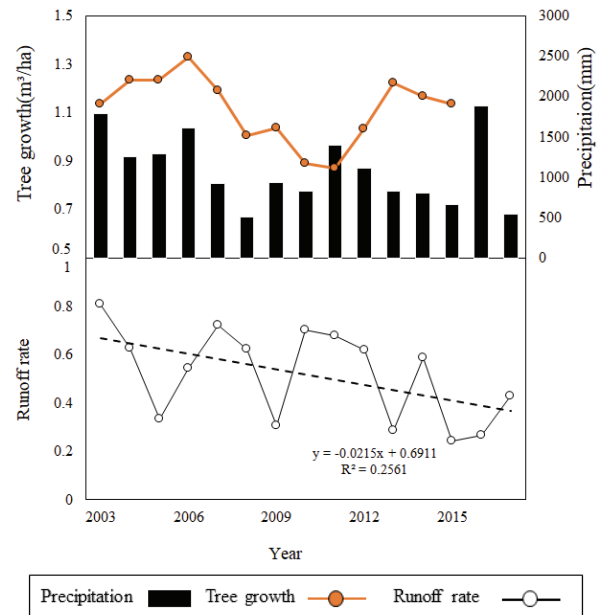 1.5
1.3
1.1
0.9
0.7
0.5
Tree growth(m³/ha)
3000
2500
2000
1500
1000
500
0
Precipitaion(mm)
1
0.8
0.6
0.4
0.2
0
Runoff rate
y = -0.0215x + 0.6911
R² = 0.2561
2003 2006 2009 2012 2015
Year
Precipitation Tree growth Runoff rate